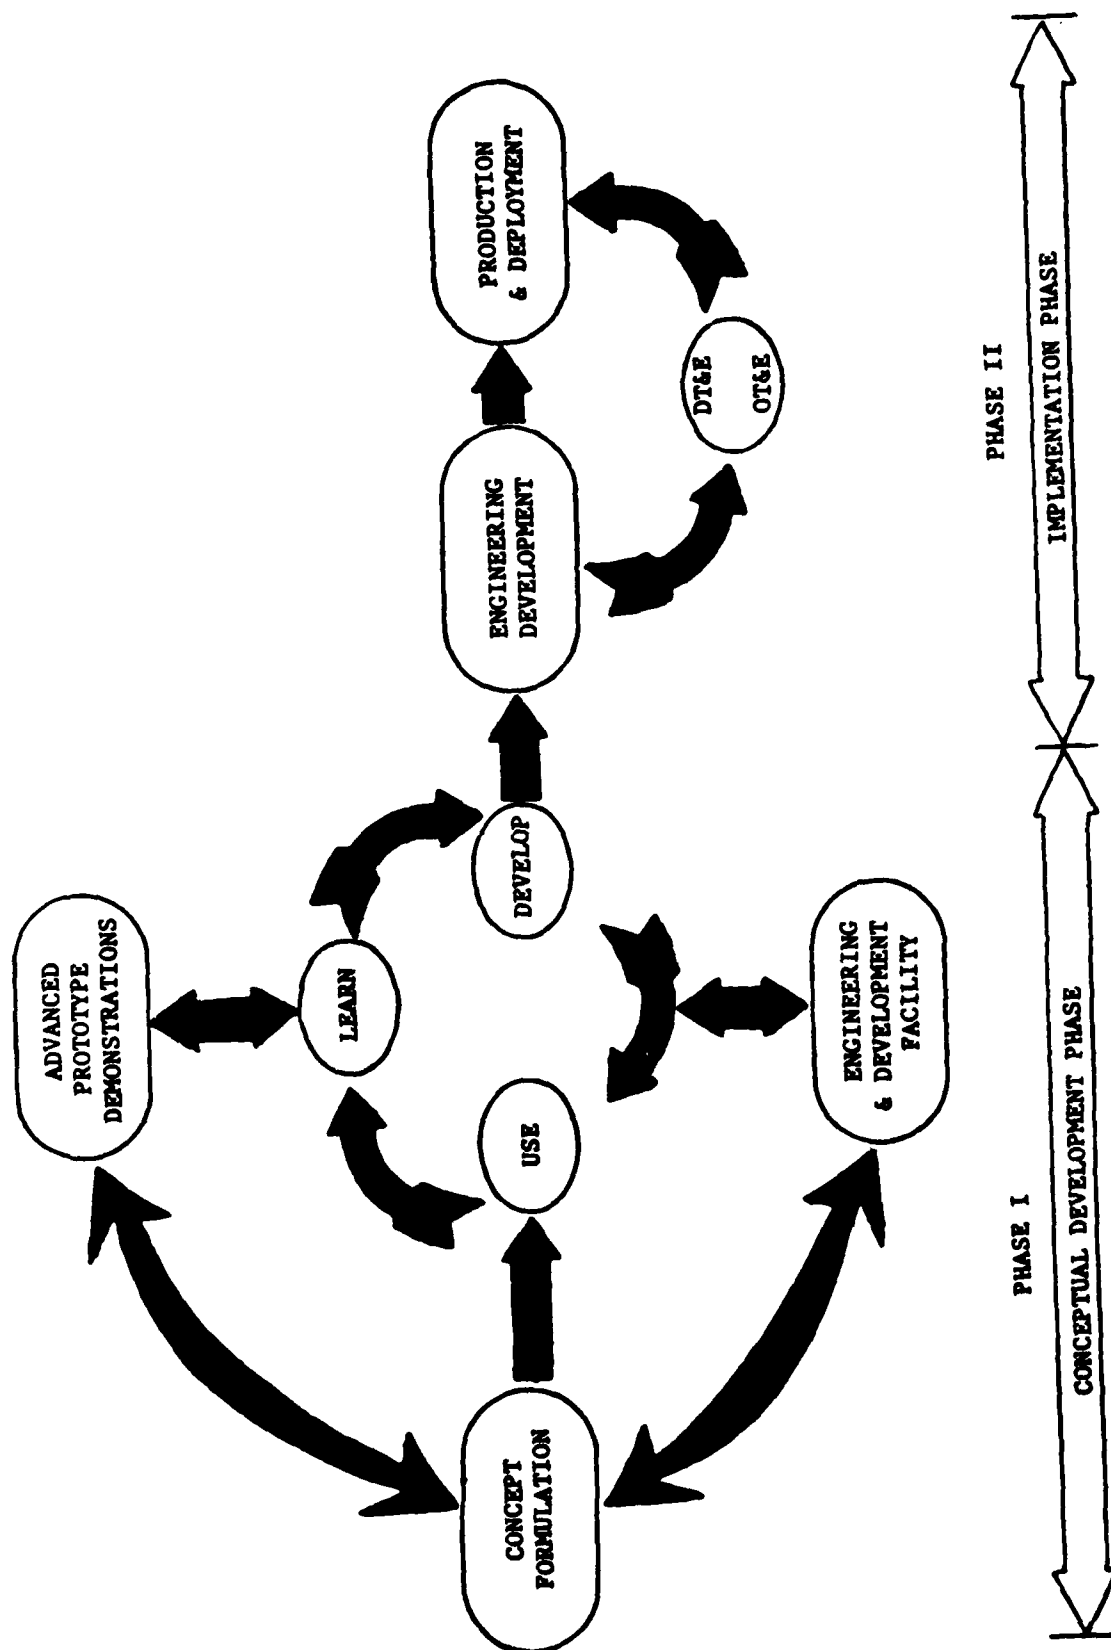 ADVANCED
PROTOTYPE
DEMONSTRATIONS
LEARN
CONCEPT
FORMULATION
USE
DEVELOP
ENGINEERING
DEVELOPMENT
PRODUCTION
& DEPLOYMENT
DT&E
OT&E
ENGINEERING
& DEVELOPMENT
FACILITY
PHASE I
PHASE II
CONCEPTUAL DEVELOPMENT PHASE
IMPLEMENTATION PHASE